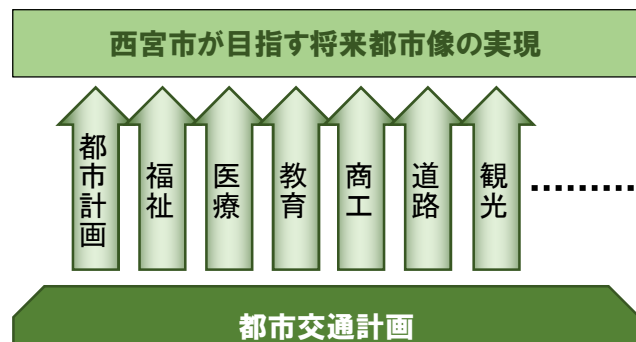 西宮市が目指す将来都市像の実現
都市計画
福祉
医療
教育
商工
道路
観光
………
都市交通計画